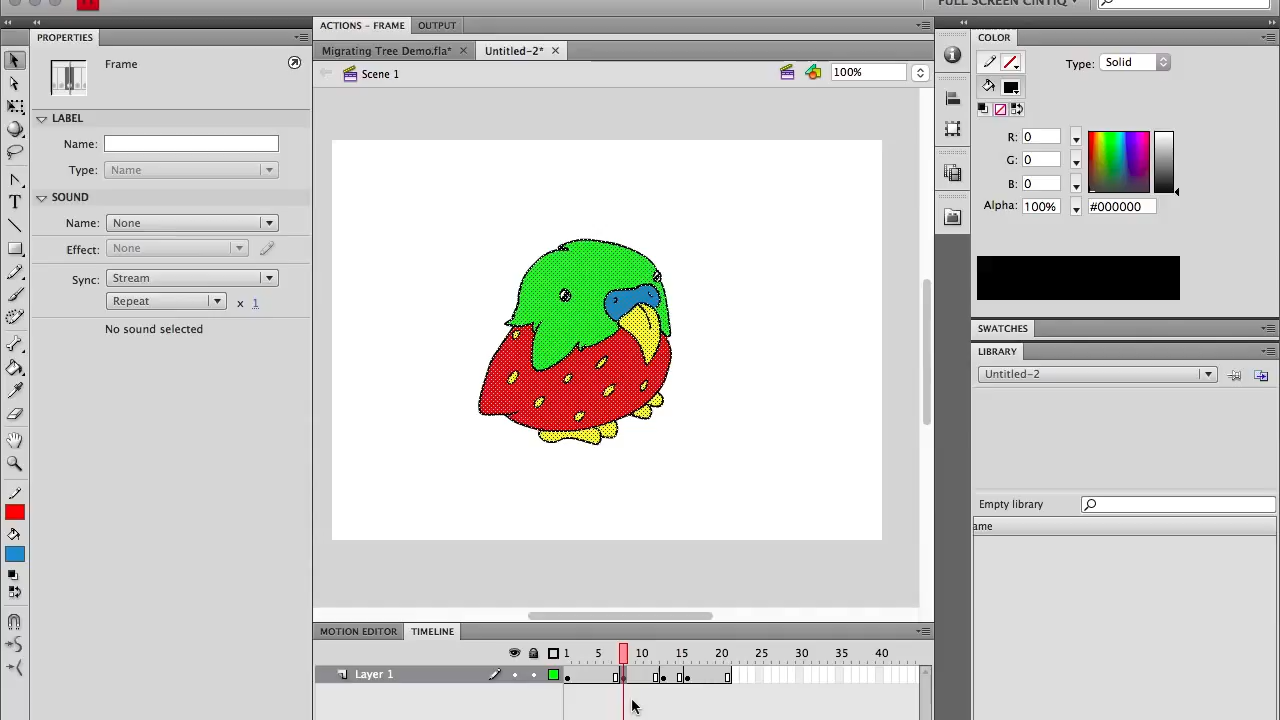 FULL SCREEN CINTIQ
ACTIONS – FRAME OUTPUT
PROPERTIES
COLOR
Migrating Tree Demo.fla* Untitled-2*
Frame
Type: Solid
Scene 1
100%
LABEL
Name:
Type: Name
R: 0
G: 0
B: 0
Alpha: 100% #000000
SOUND
Name: None
Effect: None
Sync: Stream
Repeat x 1
No sound selected
SWATCHES
LIBRARY
Untitled-2
Empty library
ame
MOTION EDITOR TIMELINE
1 5 10 15 20 25 30 35 40
Layer 1